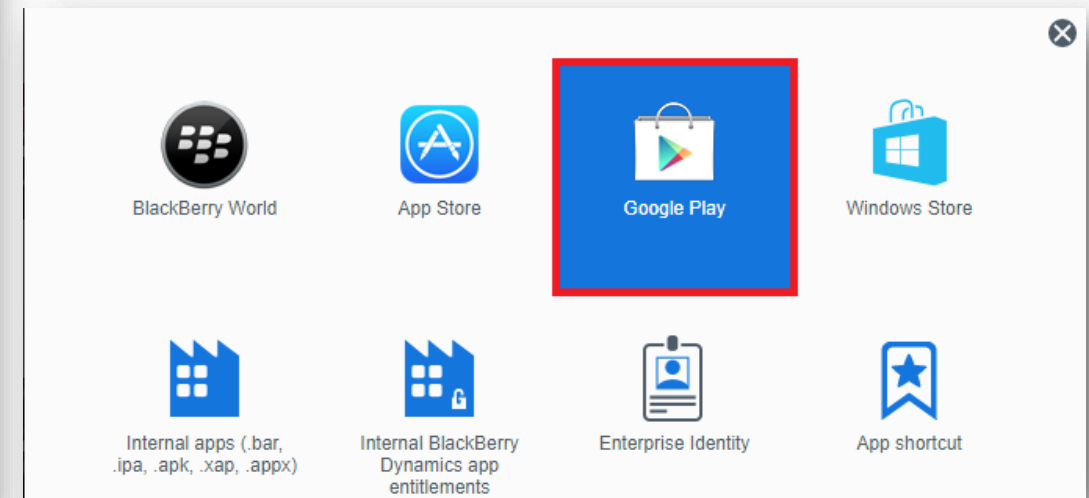 BlackBerry World
App Store
Google Play
Windows Store
Internal apps (.bar,
.ipa, .apk, .xap, .appx)
Internal BlackBerry
Dynamics app
entitlements
Enterprise Identity
App shortcut